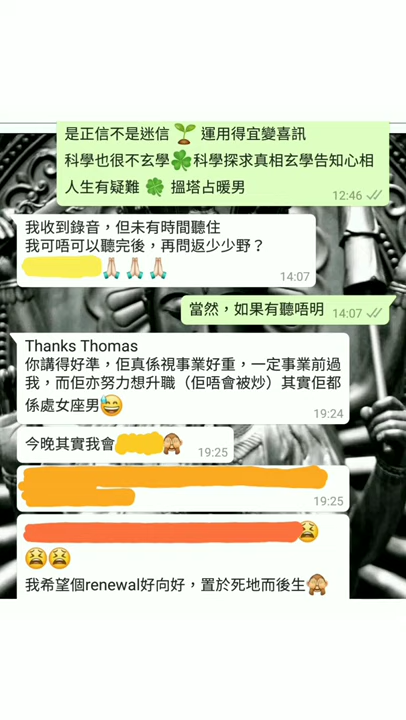 是正信不是迷信🌱 運用得宜變喜訊
科學也很不玄學☘️科學探求真相玄學告知心相
人生有疑難 🍀 搵塔占暖男
12:46
我收到錄音，但未有時間聽住
我可唔可以聽完後，再問返少少野？
🙏🏻🙏🏻🙏🏻
14:07
當然，如果有聽唔明 14:07
Thanks Thomas
你講得好準，佢真係視事業好重，一定事業前過
我，而佢亦努力想升職（佢唔會被炒）其實佢都
係處女座男😅
19:24
今晚其實我會 🙈 19:25
19:25
😫
😫😫
我希望個renewal好向好，置於死地而後生🙈